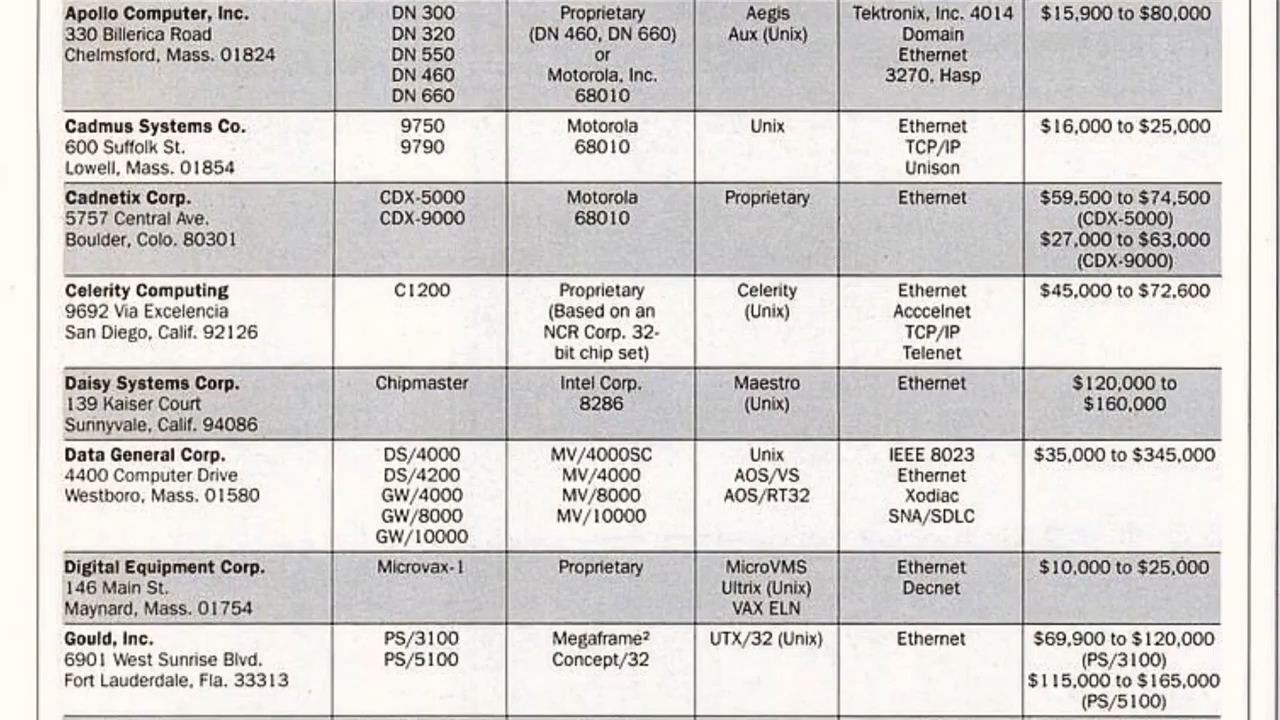 Apollo Computer, Inc.
330 Billerica Road
Chelmsford, Mass. 01824
DN 300
DN 320
DN 550
DN 460
DN 660
Proprietary
(DN 460, DN 660)
or
Motorola, Inc.
68010
Aegis
Aux (Unix)
Tektronix, Inc. 4014
Domain
Ethernet
3270, Hasp
$15,900 to $80,000
Cadmus Systems Co.
600 Suffolk St.
Lowell, Mass. 01854
9750
9790
Motorola
68010
Unix
Ethernet
TCP/IP
Unison
$16,000 to $25,000
Cadnetix Corp.
5757 Central Ave.
Boulder, Colo. 80301
CDX-5000
CDX-9000
Motorola
68010
Proprietary
Ethernet
$59,500 to $74,500
(CDX-5000)
$27,000 to $63,000
(CDX-9000)
Celerity Computing
9692 Via Excelencia
San Diego, Calif. 92126
C1200
Proprietary
(Based on an
NCR Corp. 32-
bit chip set)
Celerity
(Unix)
Ethernet
Acccelnet
TCP/IP
Telenet
$45,000 to $72,600
Daisy Systems Corp.
139 Kaiser Court
Sunnyvale, Calif. 94086
Chipmaster
Intel Corp.
8286
Maestro
(Unix)
Ethernet
$120,000 to
$160,000
Data General Corp.
4400 Computer Drive
Westboro, Mass. 01580
DS/4000
DS/4200
GW/4000
GW/8000
GW/10000
MV/4000SC
MV/4000
MV/8000
MV/10000
Unix
AOS/VS
AOS/RT32
IEEE 8023
Ethernet
Xodiac
SNA/SDLC
$35,000 to $345,000
Digital Equipment Corp.
146 Main St.
Maynard, Mass. 01754
Microvax-1
Proprietary
MicroVMS
Ultrix (Unix)
VAX ELN
Ethernet
Decnet
$10,000 to $25,000
Gould, Inc.
6901 West Sunrise Blvd.
Fort Lauderdale, Fla. 33313
PS/3100
PS/5100
Megaframe²
Concept/32
UTX/32 (Unix)
Ethernet
$69,900 to $120,000
(PS/3100)
$115,000 to $165,000
(PS/5100)